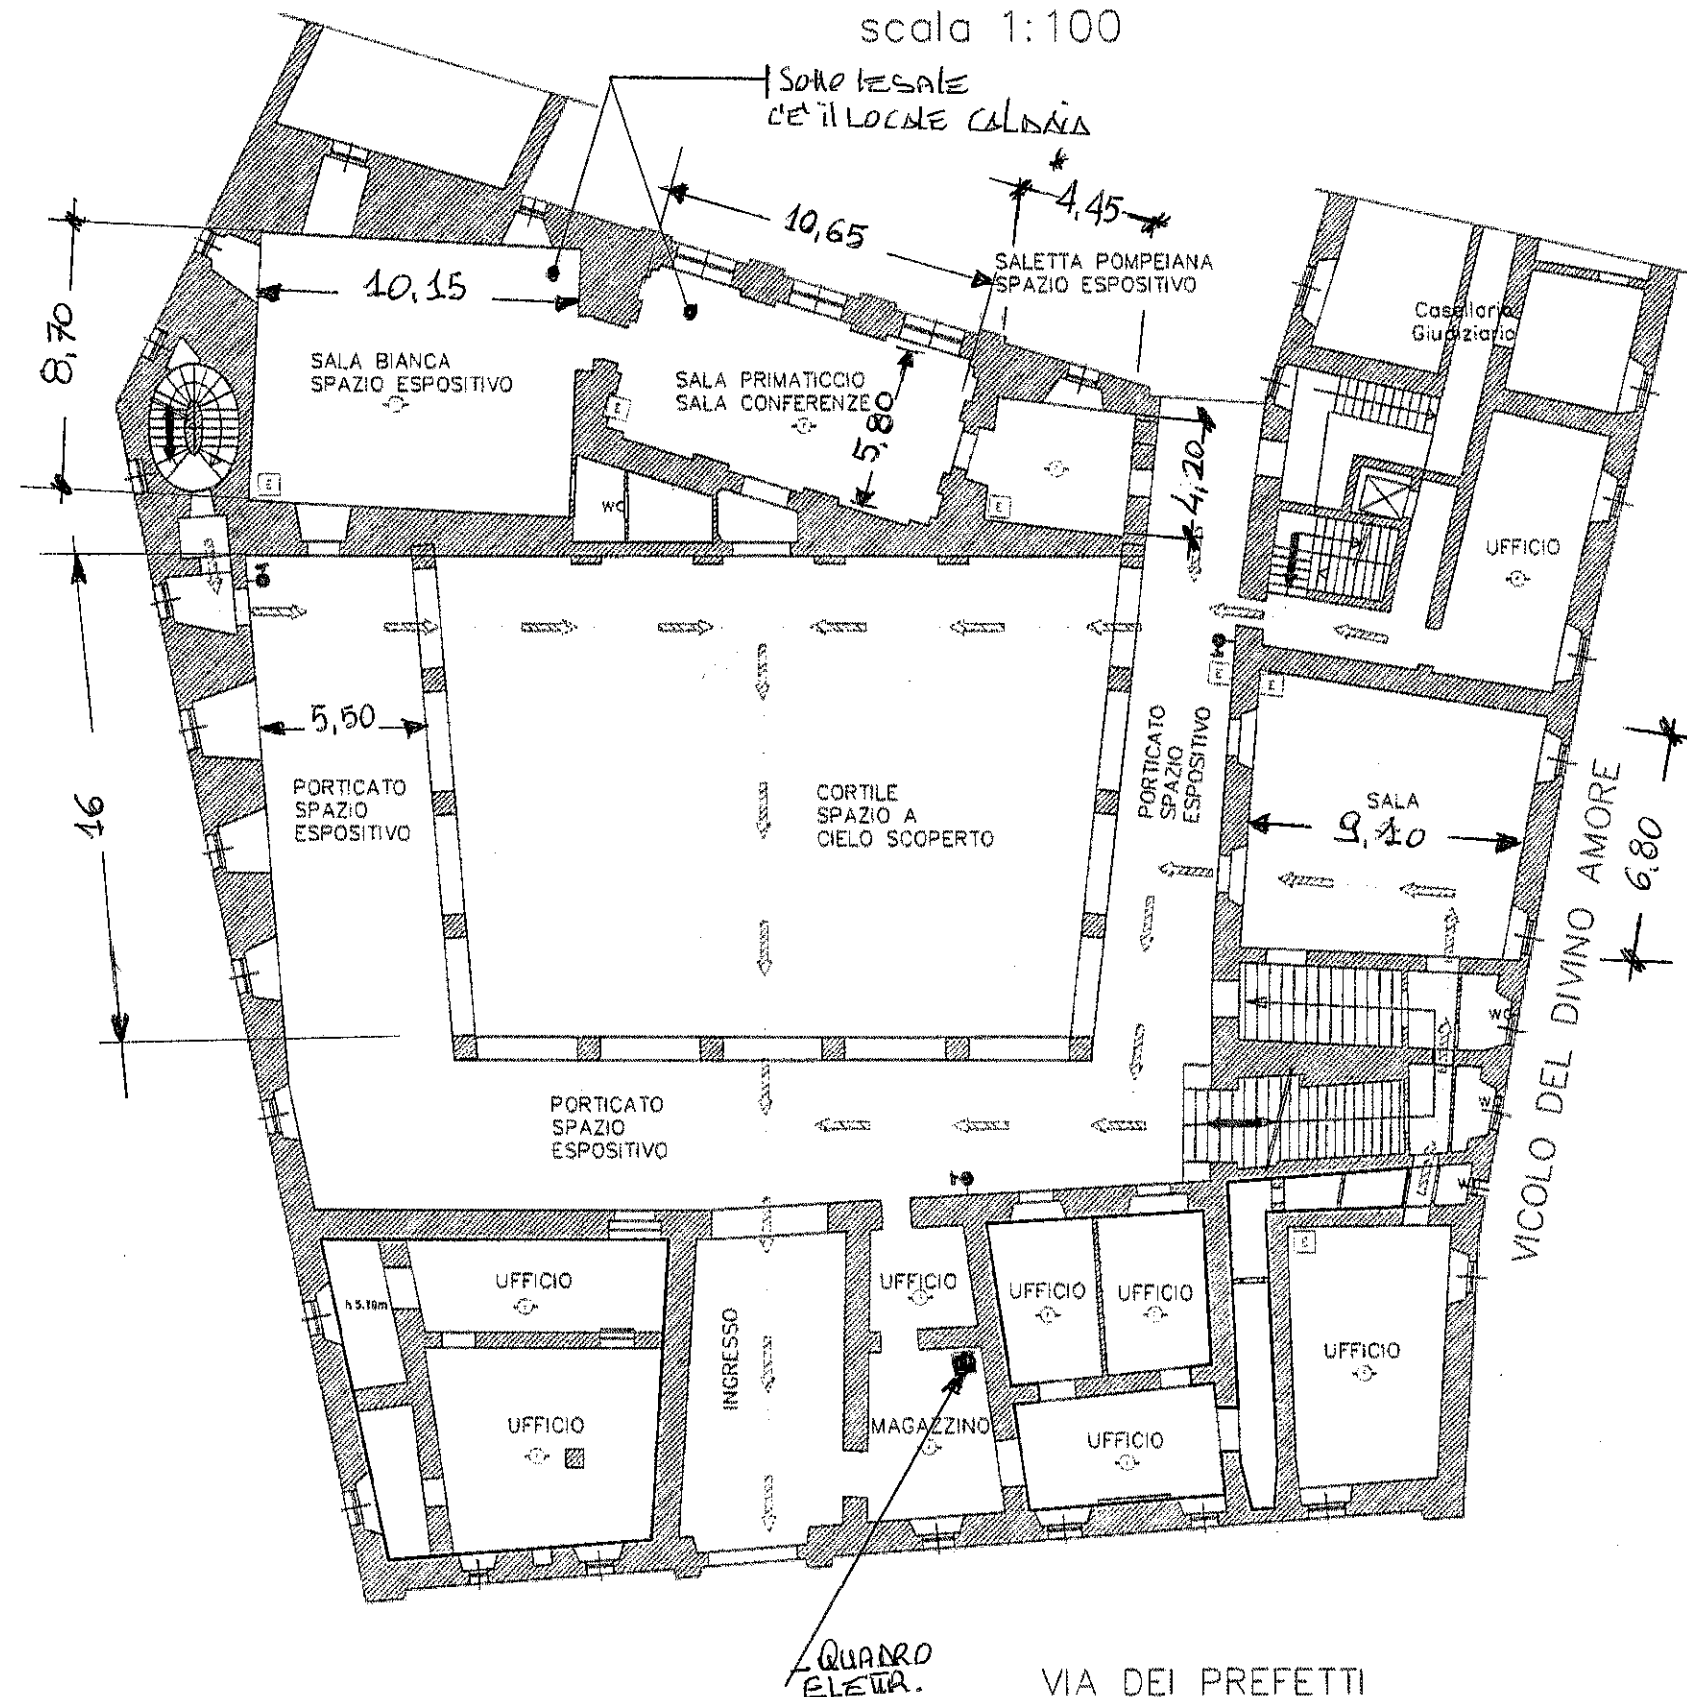 scala 1:100
SOTTO LE SALE
C'E' il LOCALE CALDAIA
10,65
4,45
SALETTA POMPEIANA
SPAZIO ESPOSITIVO
Casellario
Giudiziario
8,70
10,15
SALA BIANCA
SPAZIO ESPOSITIVO
SALA PRIMATICCIO
SALA CONFERENZE
5,80
4,20
E
E
E
WC
UFFICIO
16
5,50
PORTICATO
SPAZIO
ESPOSITIVO
CORTILE
SPAZIO A
CIELO SCOPERTO
PORTICATO
SPAZIO
ESPOSITIVO
E
E
SALA
9,10
6,80
VICOLO DEL DIVINO AMORE
WC
PORTICATO
SPAZIO
ESPOSITIVO
E
UFFICIO
h 5.70m
UFFICIO
INGRESSO
UFFICIO
MAGAZZINO
UFFICIO
UFFICIO
UFFICIO
UFFICIO
QUADRO
ELETTR.
VIA DEI PREFETTI